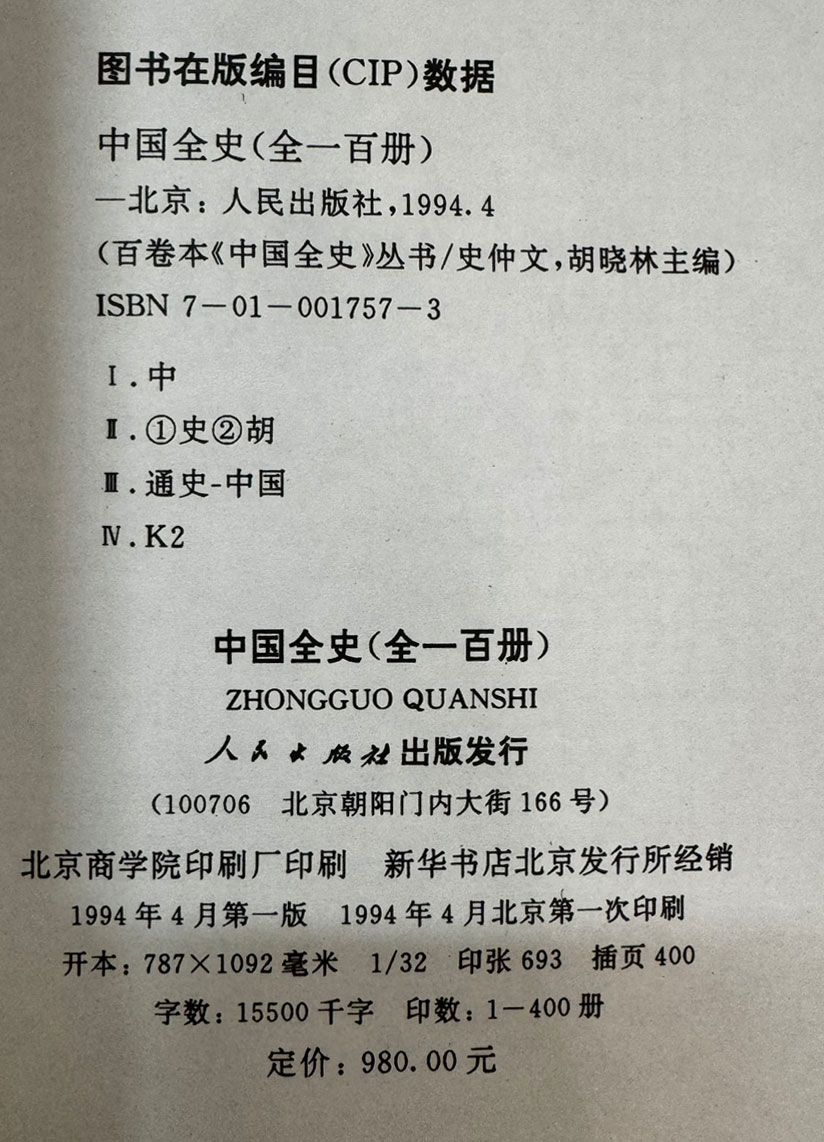 图书在版编目(CIP)数据
中国全史(全一百册)
—北京: 人民出版社,1994.4
(百卷本《中国全史》丛书/史仲文,胡晓林主编)
ISBN 7-01-001757-3
Ⅰ.中
Ⅱ.①史②胡
Ⅲ.通史-中国
Ⅳ.K2
中国全史(全一百册)
ZHONGGUO QUANSHI
人民出版社出版发行
(100706 北京朝阳门内大街166号)
北京商学院印刷厂印刷 新华书店北京发行所经销
1994年4月第一版 1994年4月北京第一次印刷
开本: 787×1092毫米 1/32 印张693 插页400
字数: 15500千字 印数: 1-400册
定价: 980.00元